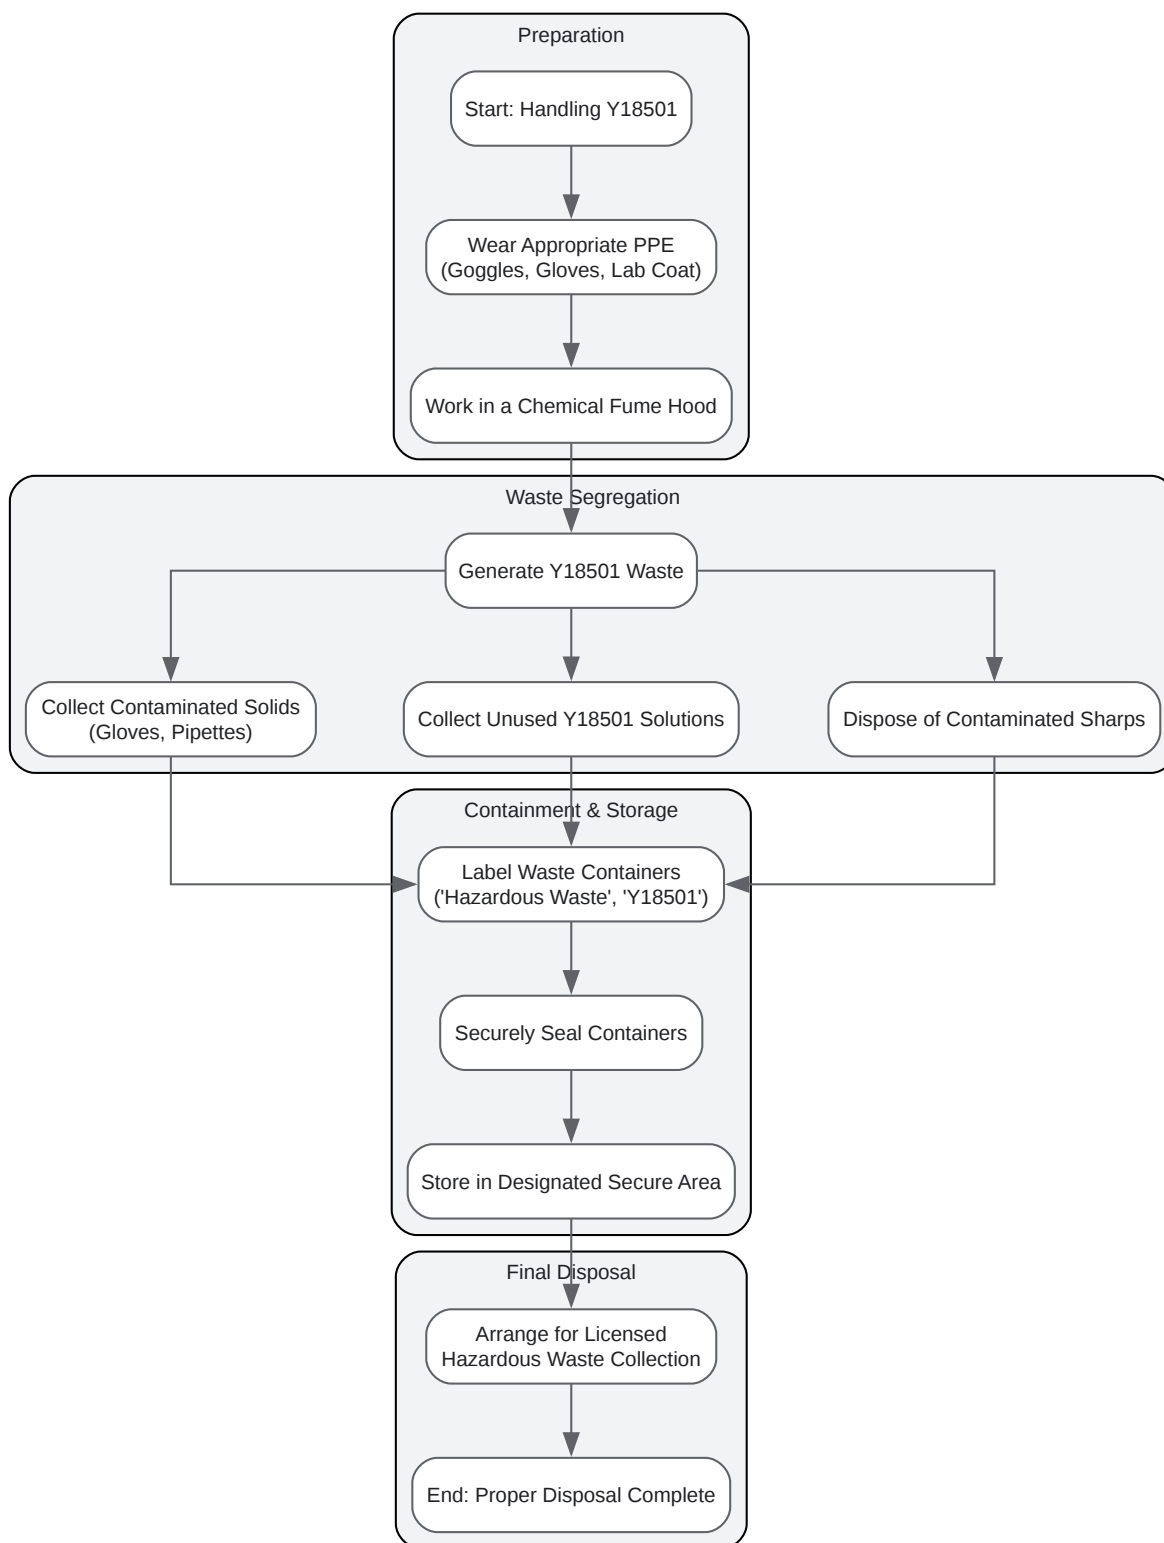 Preparation
Start: Handling Y18501
Wear Appropriate PPE
(Goggles, Gloves, Lab Coat)
Work in a Chemical Fume Hood
Waste Segregation
Generate Y18501 Waste
Collect Contaminated Solids
(Gloves, Pipettes)
Collect Unused Y18501 Solutions
Dispose of Contaminated Sharps
Containment & Storage
Label Waste Containers
('Hazardous Waste', 'Y18501')
Securely Seal Containers
Store in Designated Secure Area
Final Disposal
Arrange for Licensed
Hazardous Waste Collection
End: Proper Disposal Complete